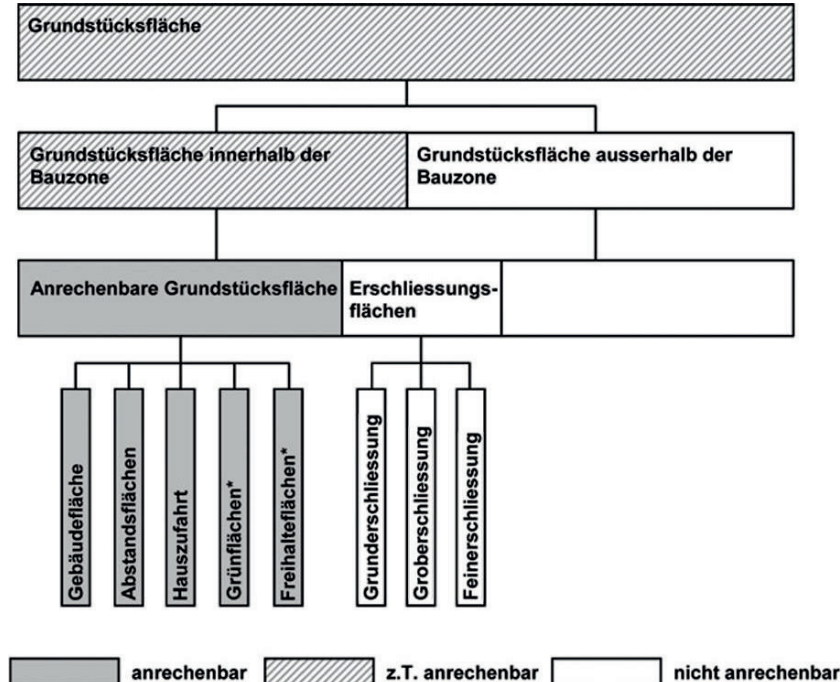 Grundstücksfläche
Grundstücksfläche innerhalb der
Bauzone
Grundstücksfläche ausserhalb der
Bauzone
Anrechenbare Grundstücksfläche
Erschliessungs-
flächen
Gebäudefläche
Abstandsflächen
Hauszufahrt
Grünflächen*
Freihalteflächen*
Grunderschliessung
Groberschliessung
Feinerschliessung
anrechenbar
z.T. anrechenbar
nicht anrechenbar